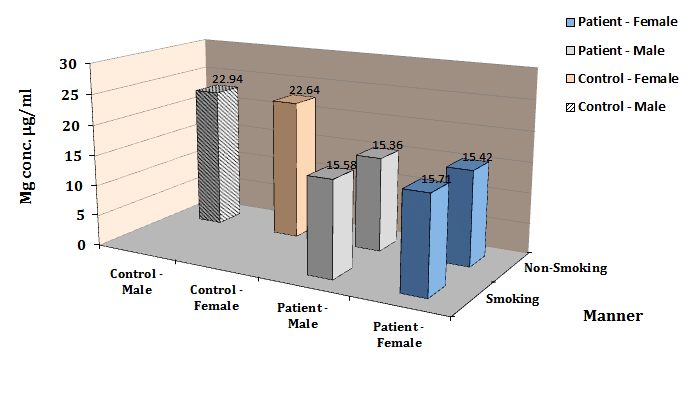 Patient - Female
Patient - Male
Control - Female
Control - Male
Mg conc. µg/ ml
30
25
20
15
10
5
0
22.94
22.64
15.58
15.36
15.71
15.42
Control -
Male
Control -
Female
Patient -
Male
Patient -
Female
Smoking
Non-Smoking
Manner